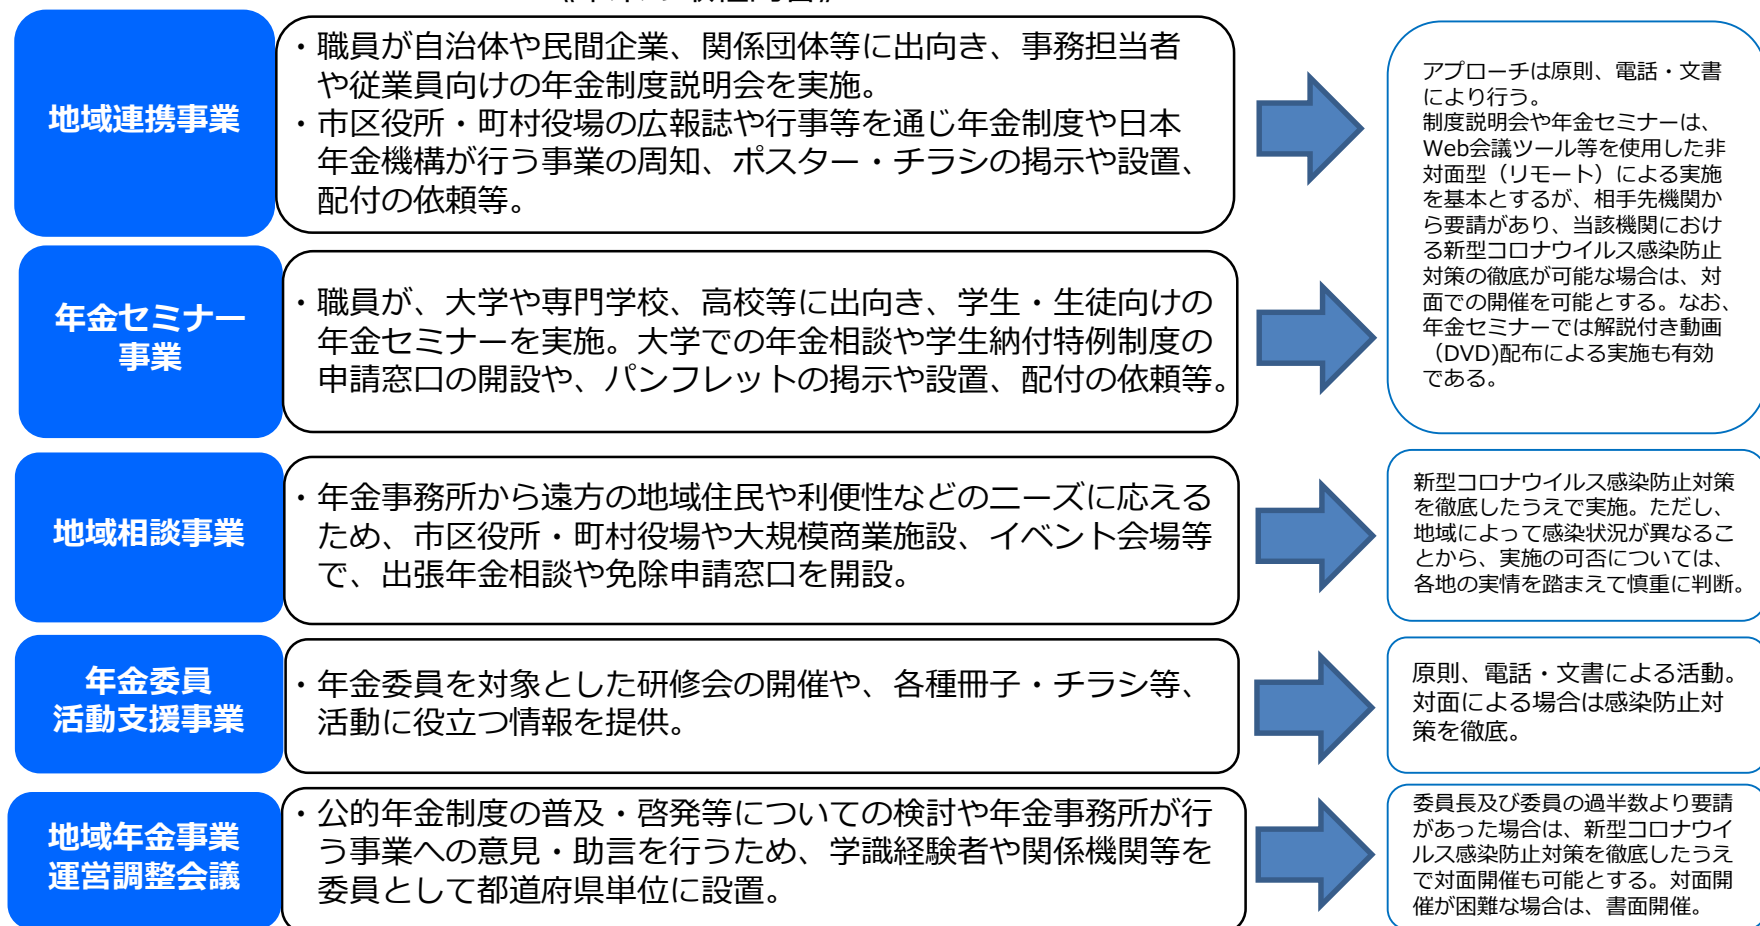 地域連携事業
・職員が自治体や民間企業、関係団体等に出向き、事務担当者
や従業員向けの年金制度説明会を実施。
・市区役所・町村役場の広報誌や行事等を通じ年金制度や日本
年金機構が行う事業の周知、ポスター・チラシの掲示や設置、
配付の依頼等。
アプローチは原則、電話・文書
により行う。
制度説明会や年金セミナーは、
Web会議ツール等を使用した非
対面型（リモート）による実施
を基本とするが、相手先機関か
ら要請があり、当該機関におけ
る新型コロナウイルス感染防止
対策の徹底が可能な場合は、対
面での開催を可能とする。なお、
年金セミナーでは解説付き動画
（DVD)配布による実施も有効
である。
年金セミナー
事業
・職員が、大学や専門学校、高校等に出向き、学生・生徒向けの
年金セミナーを実施。大学での年金相談や学生納付特例制度の
申請窓口の開設や、パンフレットの掲示や設置、配付の依頼等。
地域相談事業
・年金事務所から遠方の地域住民や利便性などのニーズに応える
ため、市区役所・町村役場や大規模商業施設、イベント会場等
で、出張年金相談や免除申請窓口を開設。
新型コロナウイルス感染防止対策
を徹底したうえで実施。ただし、
地域によって感染状況が異なるこ
とから、実施の可否については、
各地の実情を踏まえて慎重に判断。
年金委員
活動支援事業
・年金委員を対象とした研修会の開催や、各種冊子・チラシ等、
活動に役立つ情報を提供。
原則、電話・文書による活動。
対面による場合は感染防止対
策を徹底。
地域年金事業
運営調整会議
・公的年金制度の普及・啓発等についての検討や年金事務所が行
う事業への意見・助言を行うため、学識経験者や関係機関等を
委員として都道府県単位に設置。
委員長及び委員の過半数より要請
があった場合は、新型コロナウイ
ルス感染防止対策を徹底したうえ
で対面開催も可能とする。対面開
催が困難な場合は、書面開催。